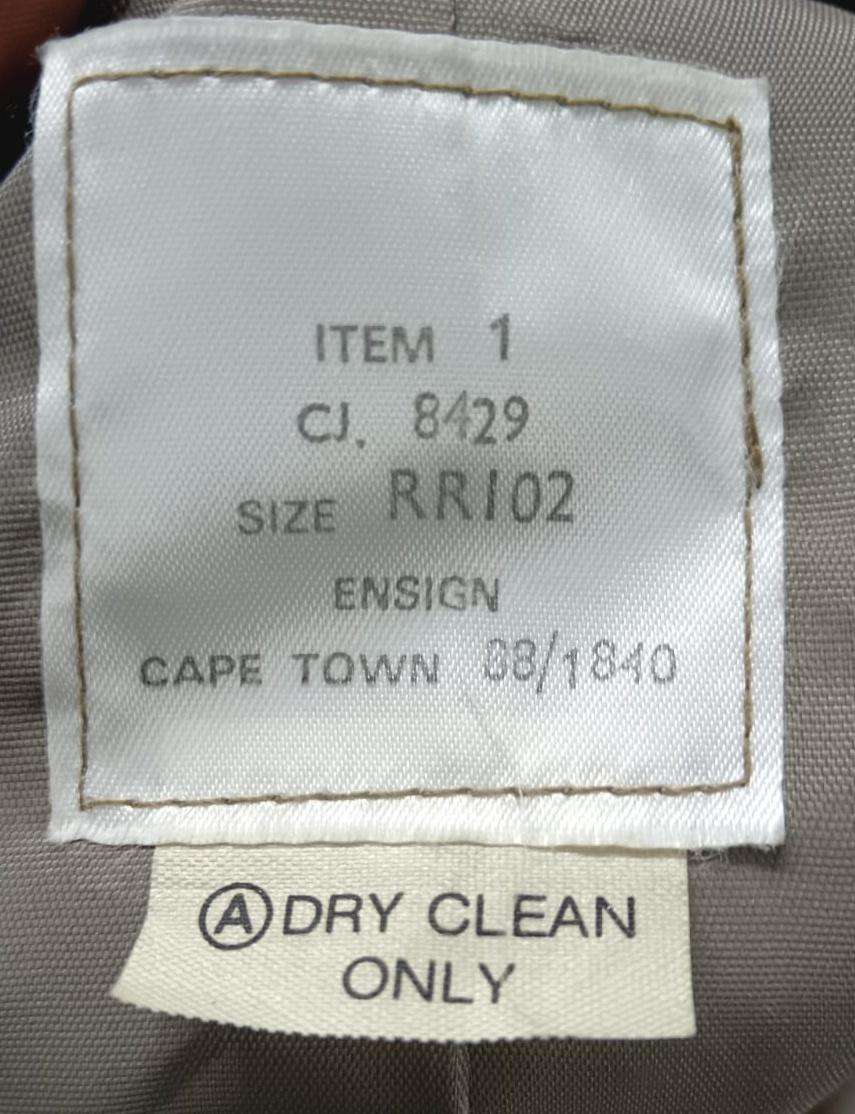 ITEM 1
CJ. 8429
SIZE RR102
ENSIGN
CAPE TOWN 88/1840
Ⓐ DRY CLEAN
ONLY